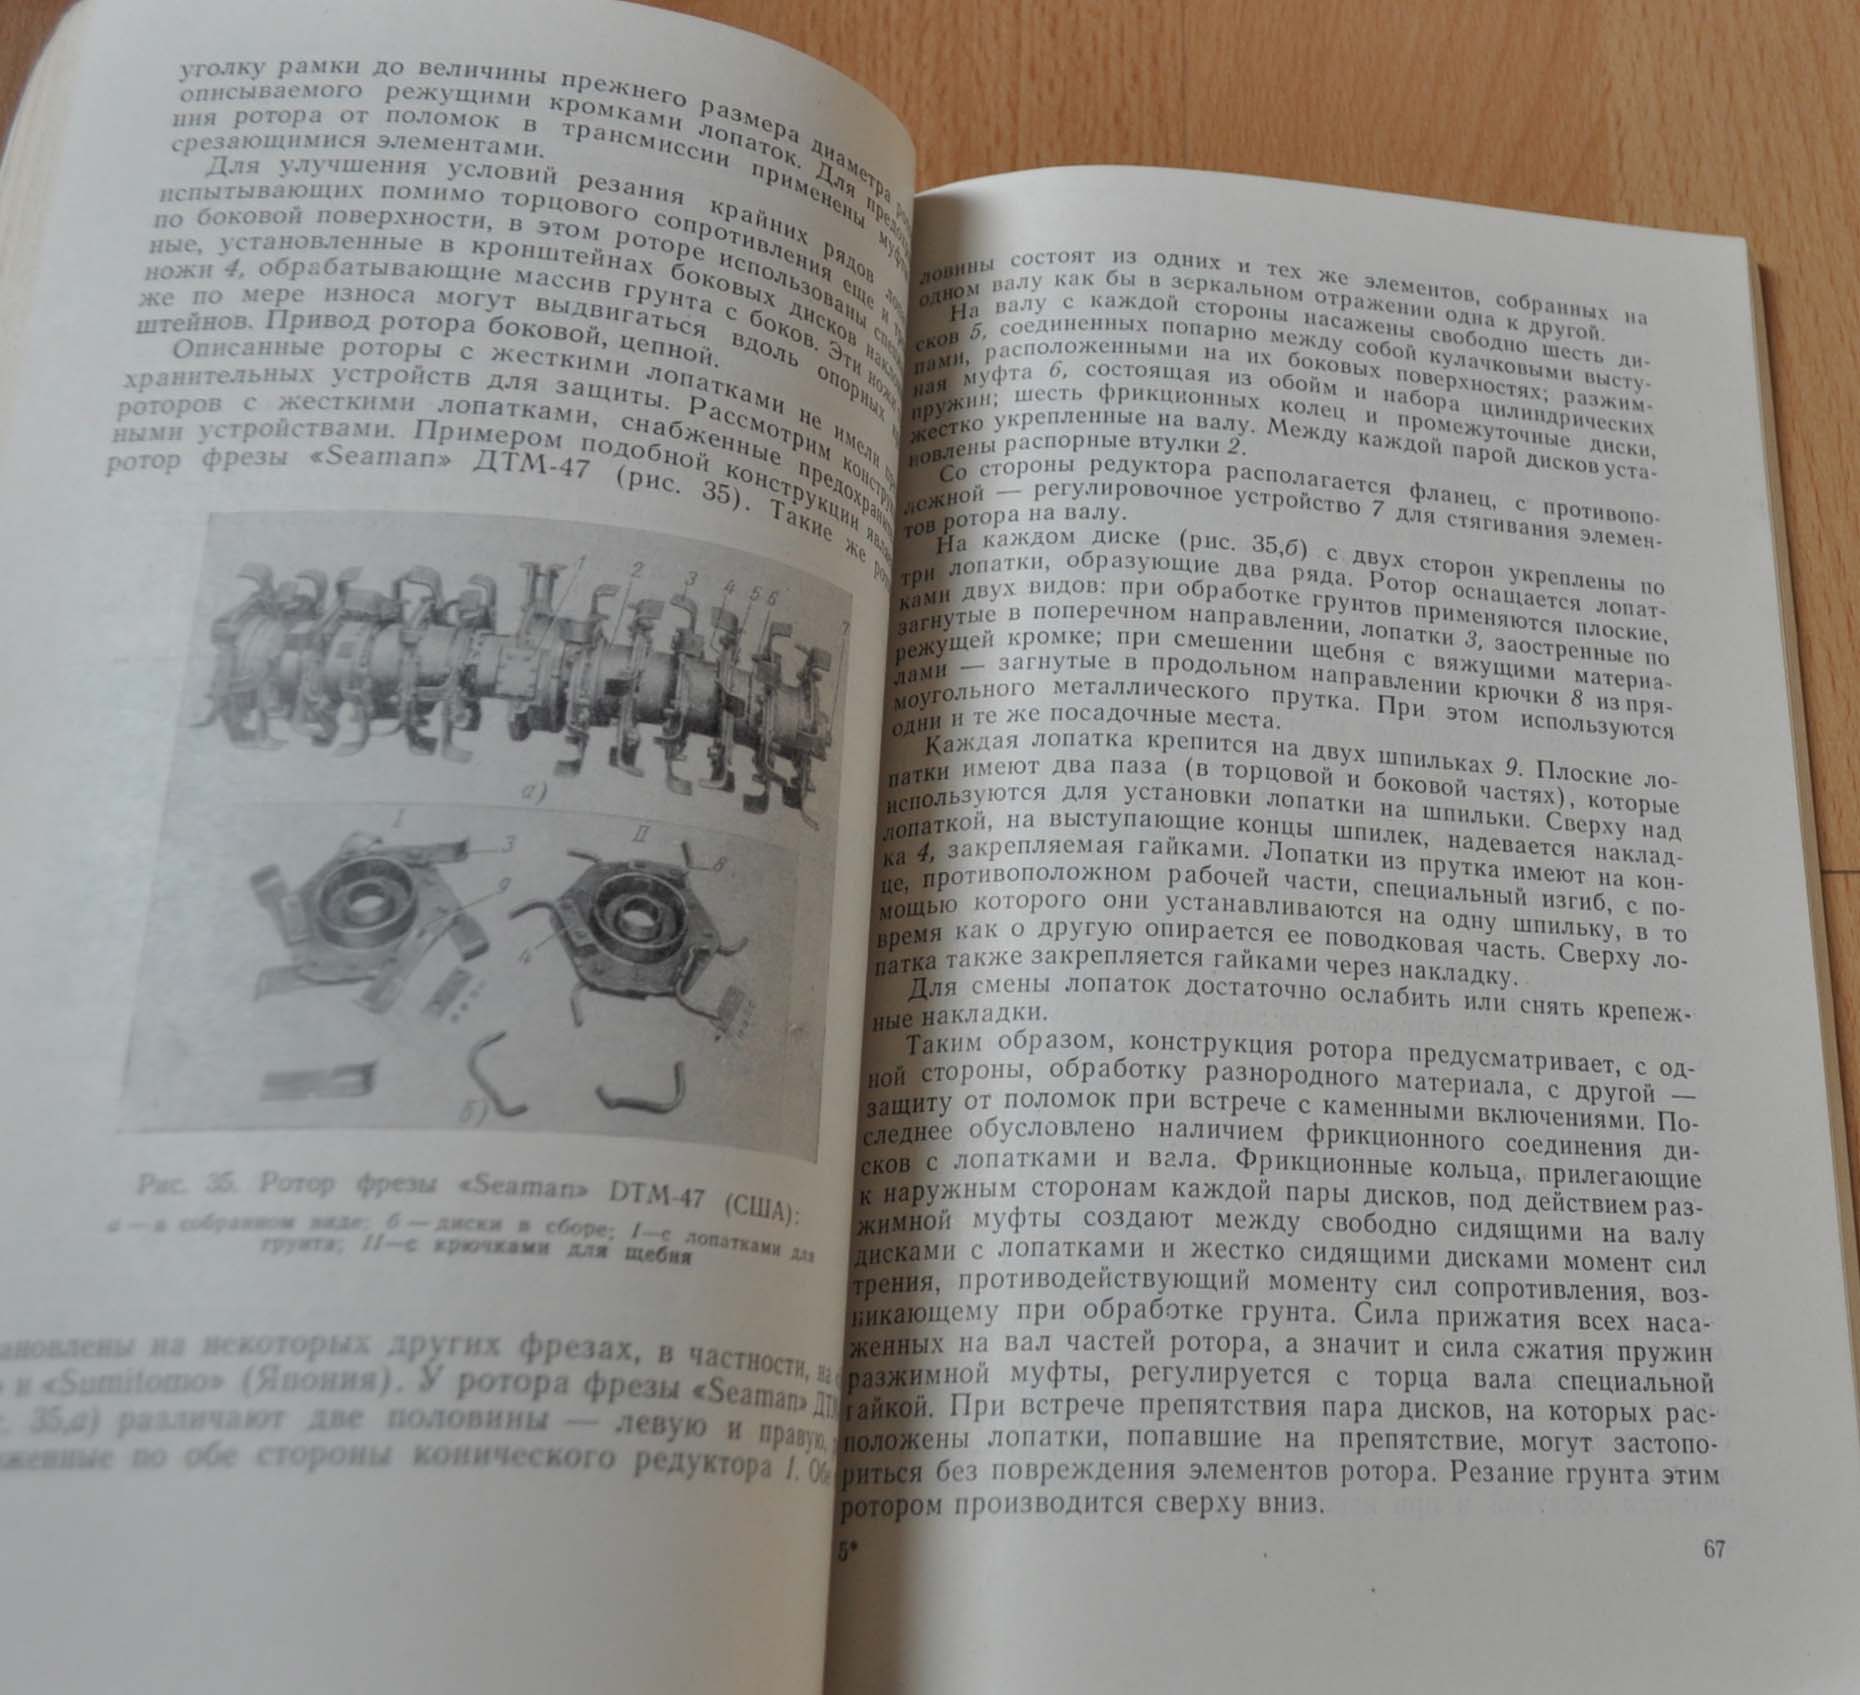 уголку рамки до величины прежнего размера диаметра
описываемого режущими кромками лопаток. Для
ния ротора от поломок в трансмиссии применены
срезающимися элементами.
Для улучшения условий резания крайних рядов
испытывающих помимо торцового сопротивления еще и
по боковой поверхности, в этом роторе использованы
ные, установленные в кронштейнах боковых дисков
ножи 4, обрабатывающие массив грунта с боков. Эти ножи
же по мере износа могут выдвигаться вдоль опорных
штейнов. Привод ротора боковой, цепной.
Описанные роторы с жесткими лопатками не имели
хранительных устройств для защиты. Рассмотрим
роторов с жесткими лопатками, снабженные
ными устройствами. Примером подобной конструкции
ротор фрезы «Seaman» ДТМ-47 (рис. 35). Такие же
1 2 3 4 5 6 7
а)
I II
3 8
9 4
б)
Рис. 35. Ротор фрезы «Seaman» DTM-47 (США):
а — в собранном виде; б — диски в сборе; I—с лопатками для
грунта; II—с крючками для щебня
ановлены на некоторых других фрезах, в частности, на
и «Sumitomo» (Япония). У ротора фрезы «Seaman»
35,а) различают две половины — левую и правую,
женные по обе стороны конического редуктора 1.
ловины состоят из одних и тех же элементов, собранных на
одном валу как бы в зеркальном отражении одна к другой.
На валу с каждой стороны насажены свободно шесть ди-
сков 5, соединенных попарно между собой кулачковыми высту-
пами, расположенными на их боковых поверхностях; разжим-
ная муфта 6, состоящая из обойм и набора цилиндрических
пружин; шесть фрикционных колец и промежуточные диски,
жестко укрепленные на валу. Между каждой парой дисков уста-
новлены распорные втулки 2.
Со стороны редуктора располагается фланец, с противопо-
ложной — регулировочное устройство 7 для стягивания элемен-
тов ротора на валу.
На каждом диске (рис. 35,б) с двух сторон укреплены по
три лопатки, образующие два ряда. Ротор оснащается лопат-
ками двух видов: при обработке грунтов применяются плоские,
загнутые в поперечном направлении, лопатки 3, заостренные по
режущей кромке; при смешении щебня с вяжущими материа-
лами — загнутые в продольном направлении крючки 8 из пря-
моугольного металлического прутка. При этом используются
одни и те же посадочные места.
Каждая лопатка крепится на двух шпильках 9. Плоские ло-
патки имеют два паза (в торцовой и боковой частях), которые
используются для установки лопатки на шпильки. Сверху над
лопаткой, на выступающие концы шпилек, надевается наклад-
ка 4, закрепляемая гайками. Лопатки из прутка имеют на кон-
це, противоположном рабочей части, специальный изгиб, с по-
мощью которого они устанавливаются на одну шпильку, в то
время как о другую опирается ее поводковая часть. Сверху ло-
патка также закрепляется гайками через накладку.
Для смены лопаток достаточно ослабить или снять крепеж-
ные накладки.
Таким образом, конструкция ротора предусматривает, с од-
ной стороны, обработку разнородного материала, с другой —
защиту от поломок при встрече с каменными включениями. По-
следнее обусловлено наличием фрикционного соединения ди-
сков с лопатками и вала. Фрикционные кольца, прилегающие
к наружным сторонам каждой пары дисков, под действием раз-
жимной муфты создают между свободно сидящими на валу
дисками с лопатками и жестко сидящими дисками момент сил
трения, противодействующий моменту сил сопротивления, воз-
никающему при обработке грунта. Сила прижатия всех наса-
женных на вал частей ротора, а значит и сила сжатия пружин
разжимной муфты, регулируется с торца вала специальной
гайкой. При встрече препятствия пара дисков, на которых рас-
положены лопатки, попавшие на препятствие, могут застопо-
риться без повреждения элементов ротора. Резание грунта этим
ротором производится сверху вниз.
5*
67